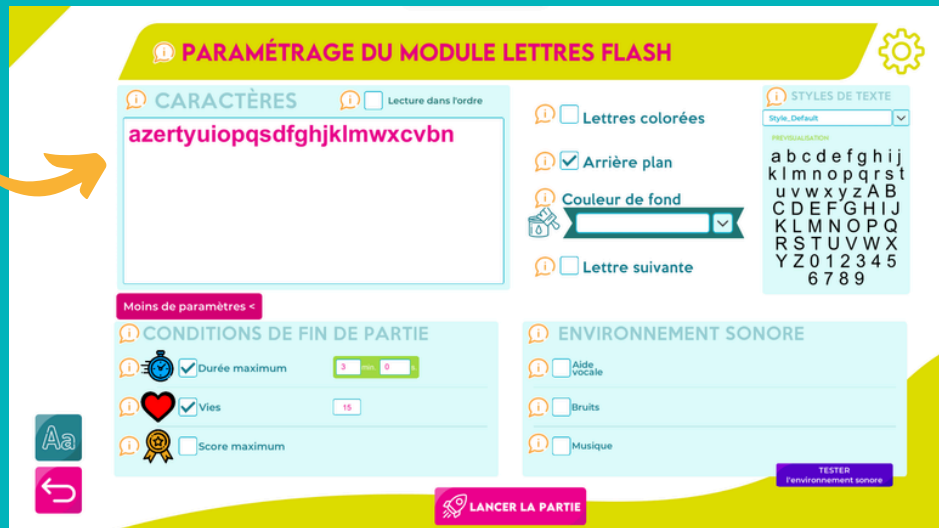 PARAMÉTRAGE DU MODULE LETTRES FLASH
CARACTÈRES
Lecture dans l'ordre
azertyuiopqsdfghjklmwxcvbn
Lettres colorées
Arrière plan
Couleur de fond
Lettre suivante
STYLES DE TEXTE
Style_Default
PREVISUALISATION
a b c d e f g h i j
k l m n o p q r s t
u v w x y z A B
C D E F G H I J
K L M N O P Q
R S T U V W X
Y Z 0 1 2 3 4 5
6 7 8 9
Moins de paramètres <
CONDITIONS DE FIN DE PARTIE
Durée maximum
3 min 0 s
Vies
15
Score maximum
ENVIRONNEMENT SONORE
Aide
vocale
Bruits
Musique
TESTER
l'environnement sonore
Aa
LANCER LA PARTIE